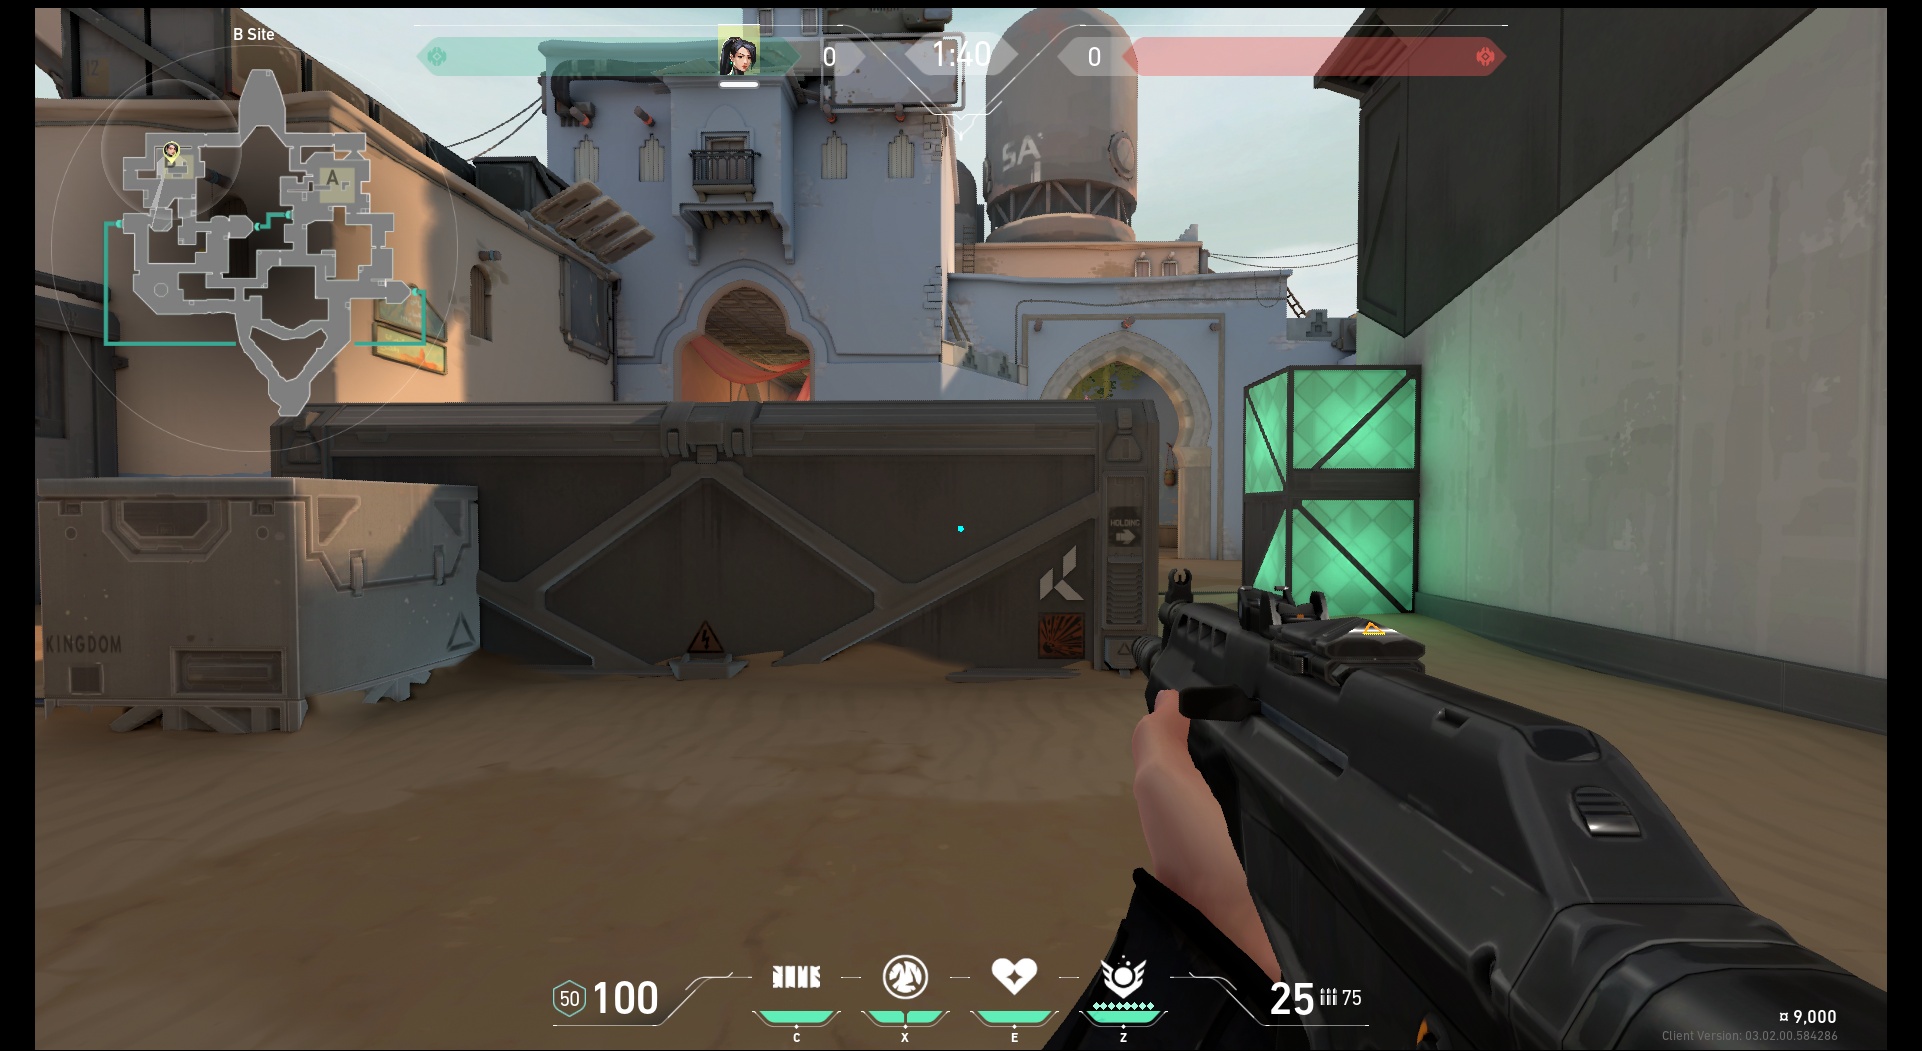 B Site
12
0
1:40
0
SA
A
HOLDING
KINGDOM
50
100
25
75
C
X
E
Z
¤ 9,000
Client Version: 03.02.00.584286